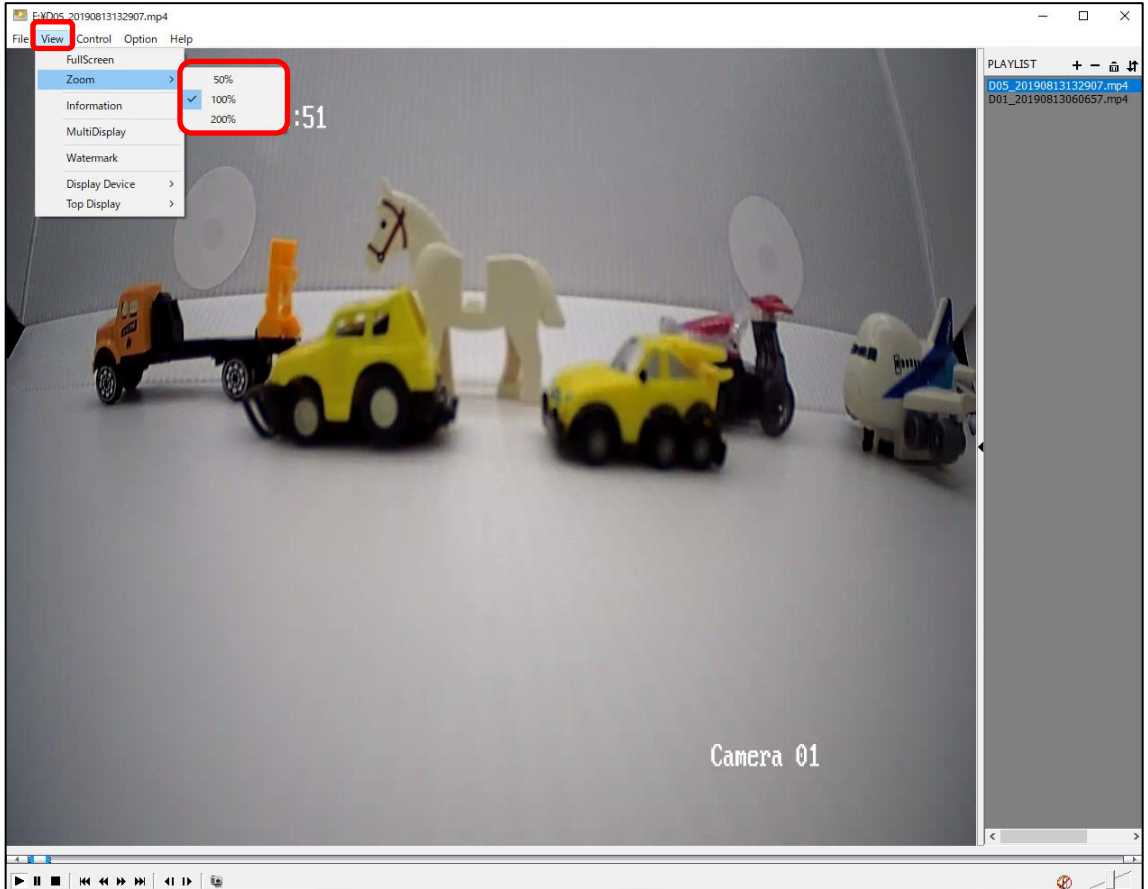 E:¥D05_20190813132907.mp4
File View Control Option Help
FullScreen
Zoom
50%
100%
200%
Information
MultiDisplay
Watermark
Display Device
Top Display
:51
PLAYLIST
D05_20190813132907.mp4
D01_20190813060657.mp4
Camera 01